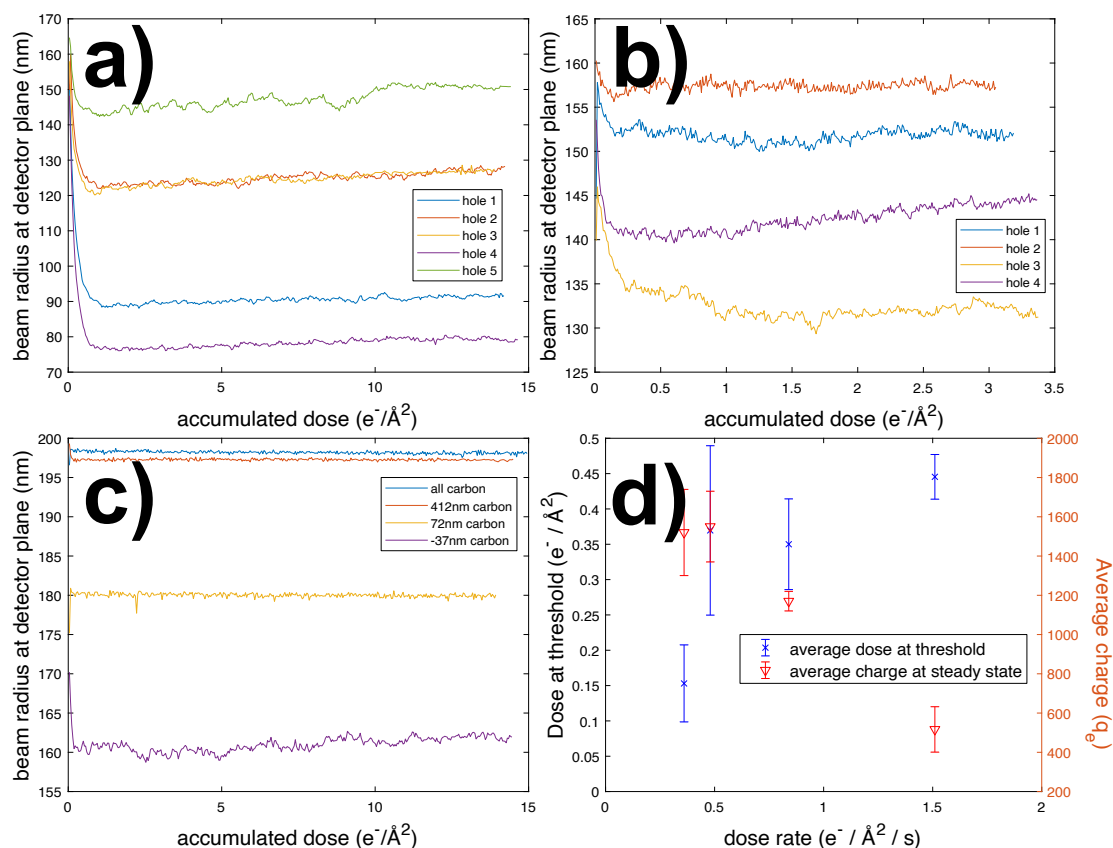 a)
170
160
150
140
130
120
110
100
90
80
70
beam radius at detector plane (nm)
hole 1
hole 2
hole 3
hole 4
hole 5
0
5
10
15
accumulated dose (e⁻/Å²)
b)
165
160
155
150
145
140
135
130
125
beam radius at detector plane (nm)
hole 1
hole 2
hole 3
hole 4
0
0.5
1
1.5
2
2.5
3
3.5
accumulated dose (e⁻/Å²)
c)
200
195
190
185
180
175
170
165
160
155
beam radius at detector plane (nm)
all carbon
412nm carbon
72nm carbon
-37nm carbon
0
5
10
15
accumulated dose (e⁻/Å²)
d)
0.5
0.45
0.4
0.35
0.3
0.25
0.2
0.15
0.1
0.05
0
Dose at threshold (e⁻ / Å²)
average dose at threshold
average charge at steady state
2000
1800
1600
1400
1200
1000
800
600
400
200
Average charge (qₑ)
0
0.5
1
1.5
2
dose rate (e⁻ / Å² / s)